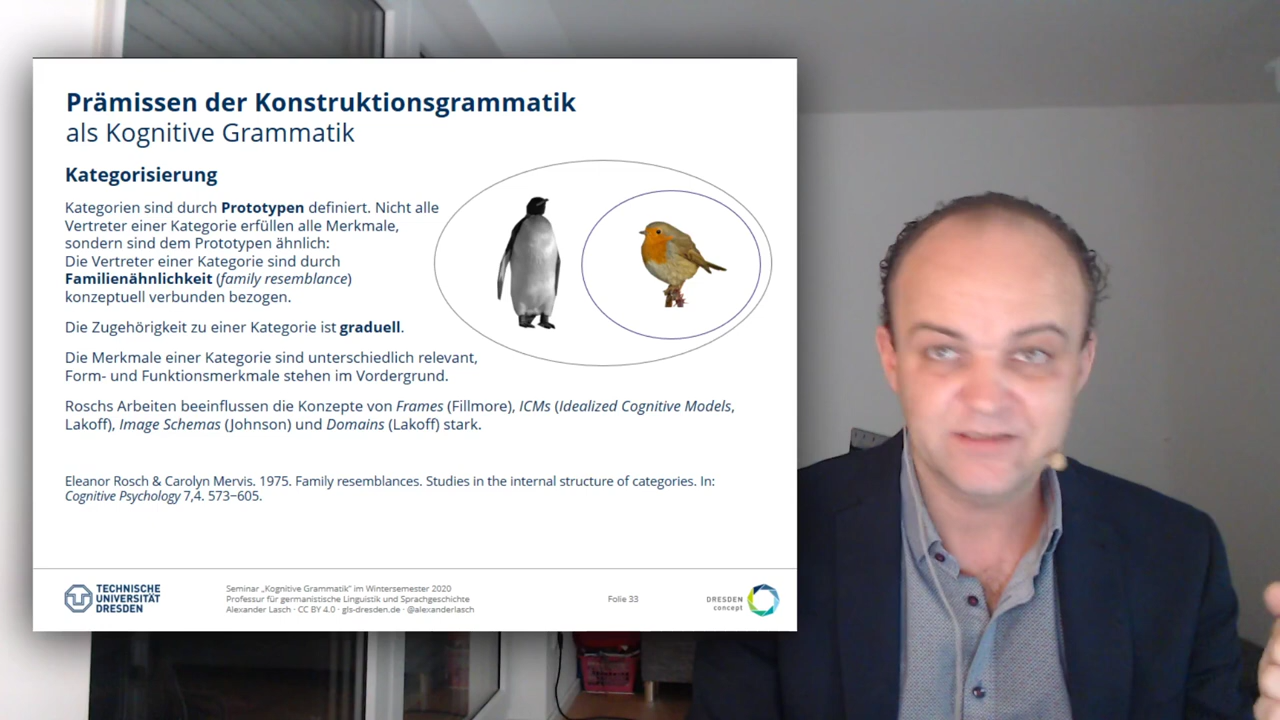 Prämissen der Konstruktionsgrammatik
als Kognitive Grammatik
Kategorisierung
Kategorien sind durch Prototypen definiert. Nicht alle
Vertreter einer Kategorie erfüllen alle Merkmale,
sondern sind dem Prototypen ähnlich:
Die Vertreter einer Kategorie sind durch
Familienähnlichkeit (family resemblance)
konzeptuell verbunden bezogen.
Die Zugehörigkeit zu einer Kategorie ist graduell.
Die Merkmale einer Kategorie sind unterschiedlich relevant,
Form- und Funktionsmerkmale stehen im Vordergrund.
Roschs Arbeiten beeinflussen die Konzepte von Frames (Fillmore), ICMs (Idealized Cognitive Models,
Lakoff), Image Schemas (Johnson) und Domains (Lakoff) stark.
Eleanor Rosch & Carolyn Mervis. 1975. Family resemblances. Studies in the internal structure of categories. In:
Cognitive Psychology 7,4. 573–605.
TECHNISCHE
UNIVERSITÄT
DRESDEN
Seminar „Kognitive Grammatik" im Wintersemester 2020
Professur für germanistische Linguistik und Sprachgeschichte
Alexander Lasch · CC BY 4.0 · gls-dresden.de · @alexanderlasch
Folie 33
DRESDEN
concept